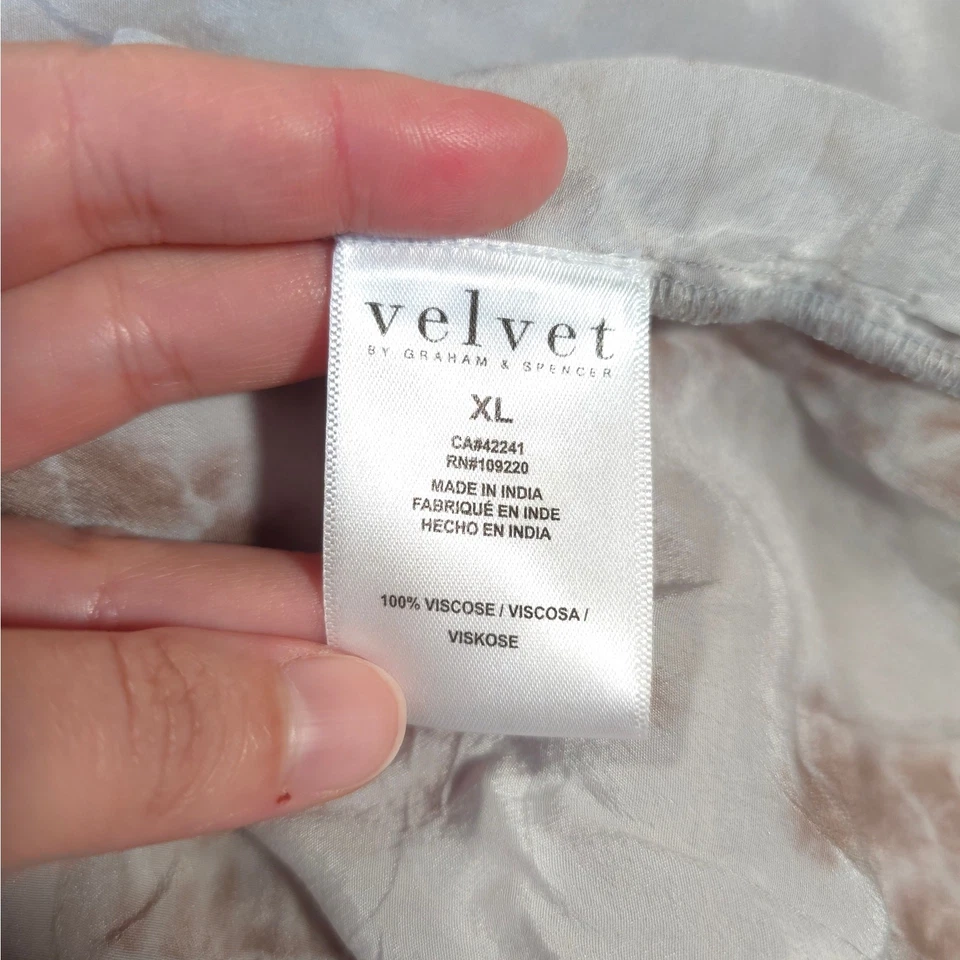 velvet
BY GRAHAM & SPENCER
XL
CA#42241
RN#109220
MADE IN INDIA
FABRIQUÉ EN INDE
HECHO EN INDIA
100% VISCOSE / VISCOSA /
VISKOSE